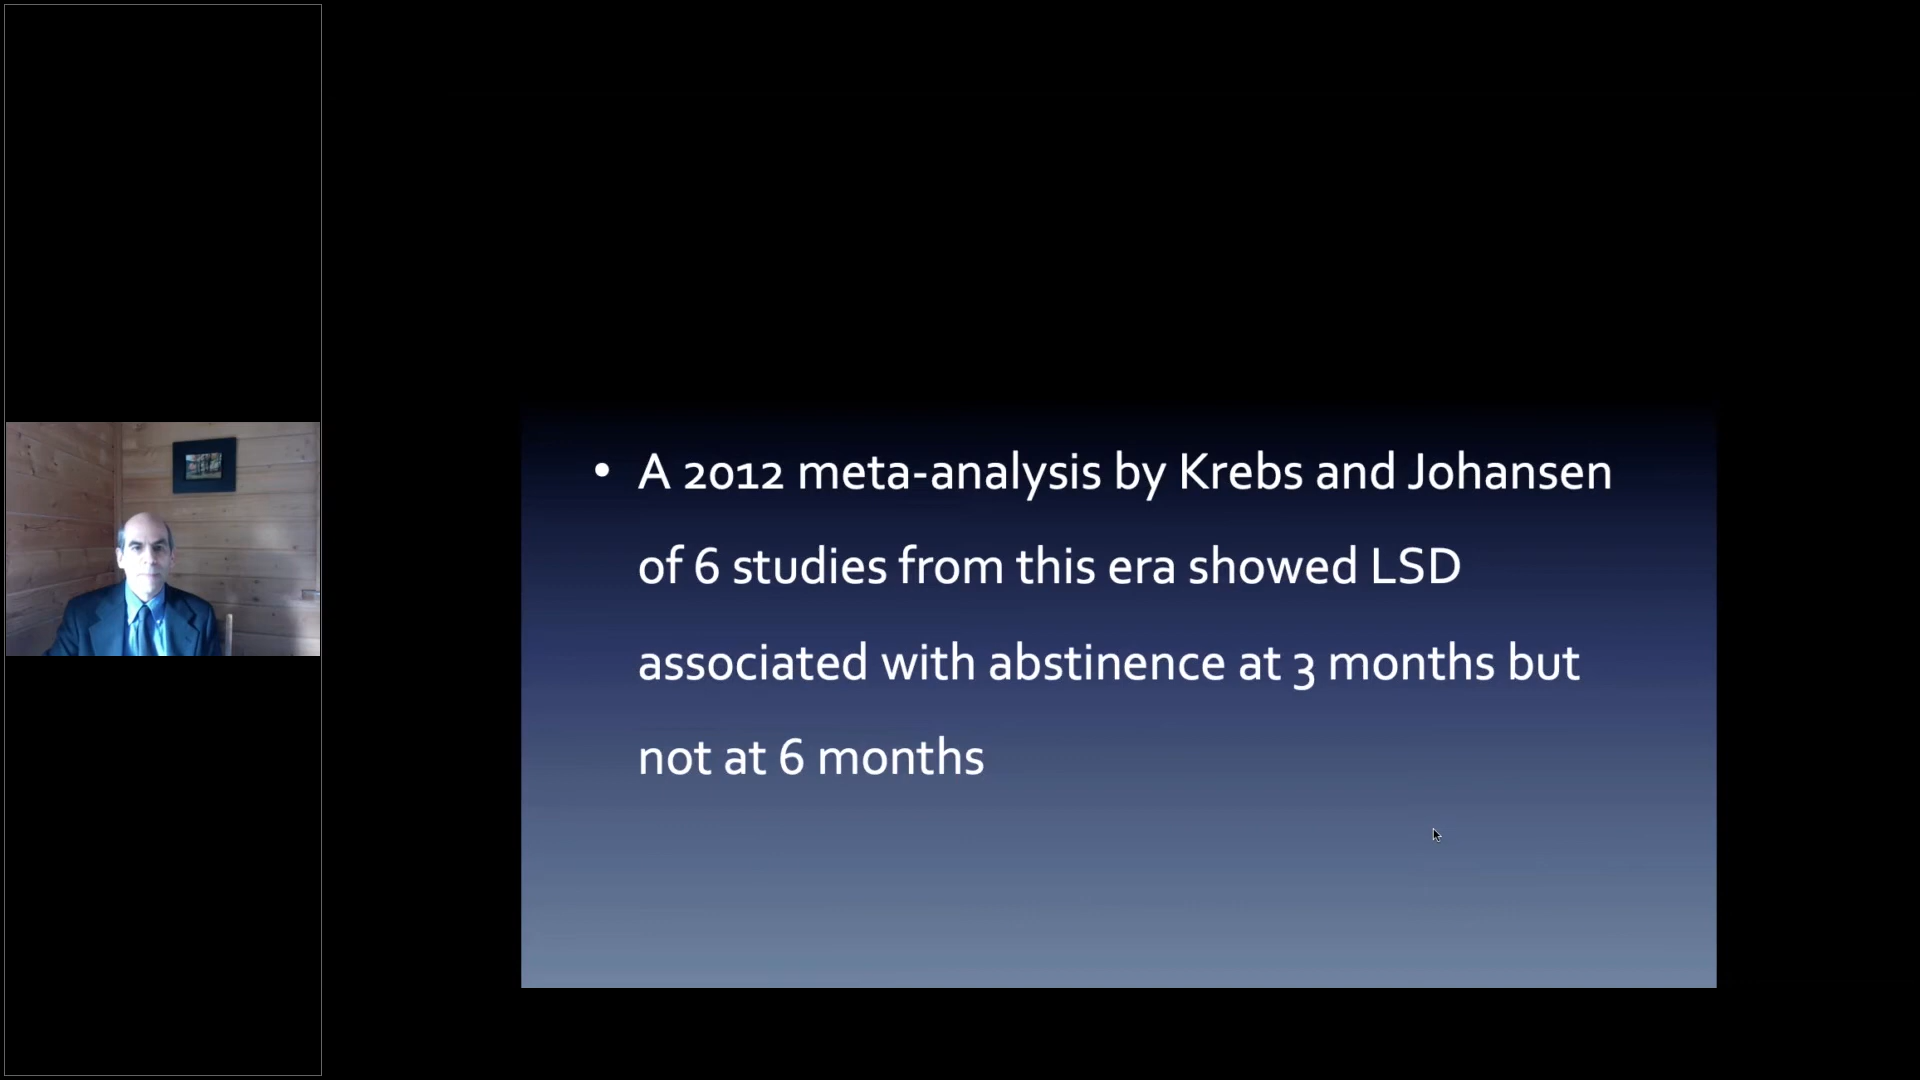 • A 2012 meta-analysis by Krebs and Johansen
of 6 studies from this era showed LSD
associated with abstinence at 3 months but
not at 6 months